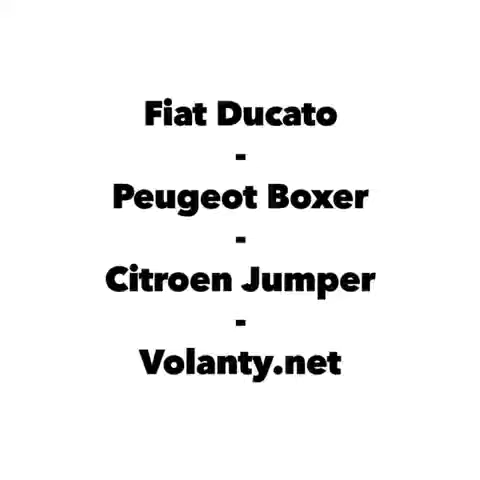 Fiat Ducato
-
Peugeot Boxer
-
Citroen Jumper
-
Volanty.net